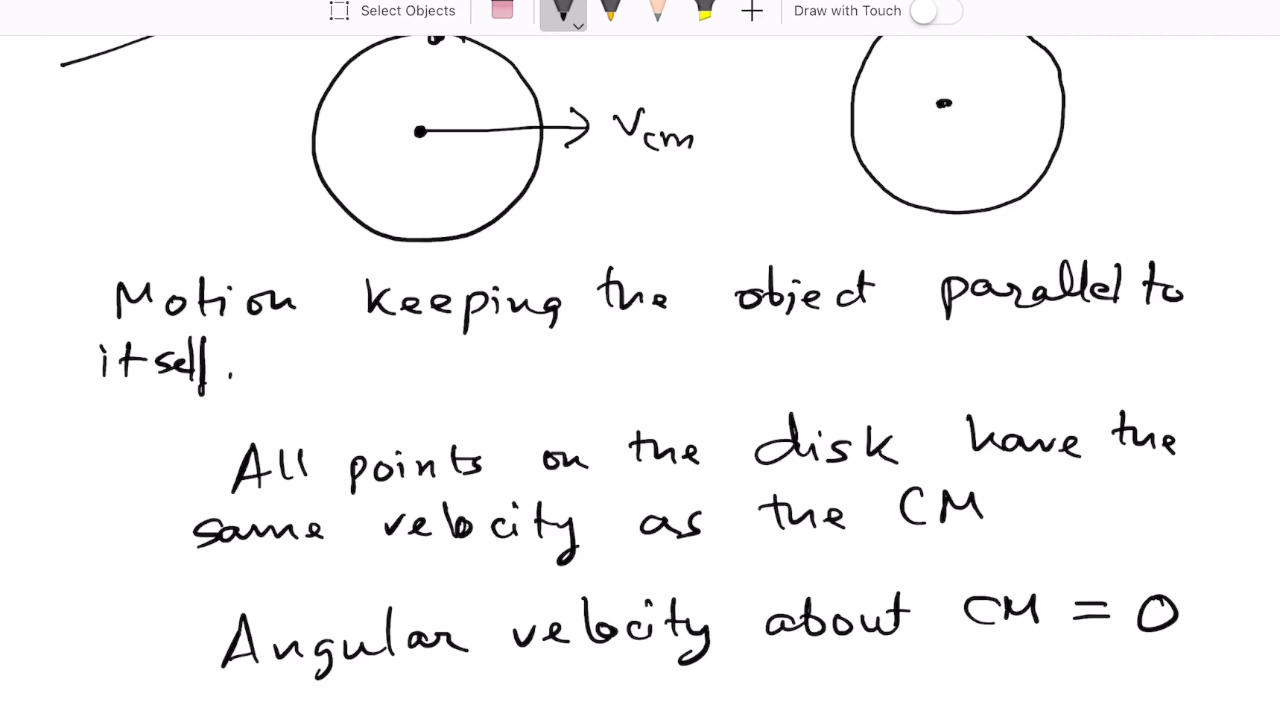 Select Objects
Draw with Touch
Vcm
Motion keeping the object parallel to
itself.
All points on the disk have the
same velocity as the CM
Angular velocity about CM = 0